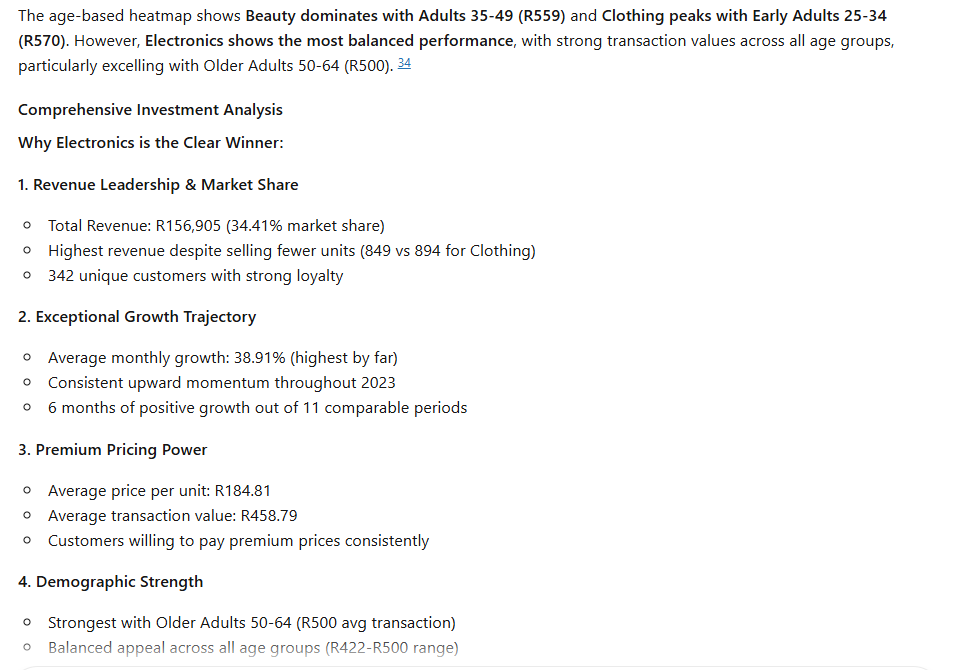 The age-based heatmap shows Beauty dominates with Adults 35-49 (R559) and Clothing peaks with Early Adults 25-34
(R570). However, Electronics shows the most balanced performance, with strong transaction values across all age groups,
particularly excelling with Older Adults 50-64 (R500). 34
Comprehensive Investment Analysis
Why Electronics is the Clear Winner:
1. Revenue Leadership & Market Share
Total Revenue: R156,905 (34.41% market share)
Highest revenue despite selling fewer units (849 vs 894 for Clothing)
342 unique customers with strong loyalty
2. Exceptional Growth Trajectory
Average monthly growth: 38.91% (highest by far)
Consistent upward momentum throughout 2023
6 months of positive growth out of 11 comparable periods
3. Premium Pricing Power
Average price per unit: R184.81
Average transaction value: R458.79
Customers willing to pay premium prices consistently
4. Demographic Strength
Strongest with Older Adults 50-64 (R500 avg transaction)
Balanced appeal across all age groups (R422-R500 range)